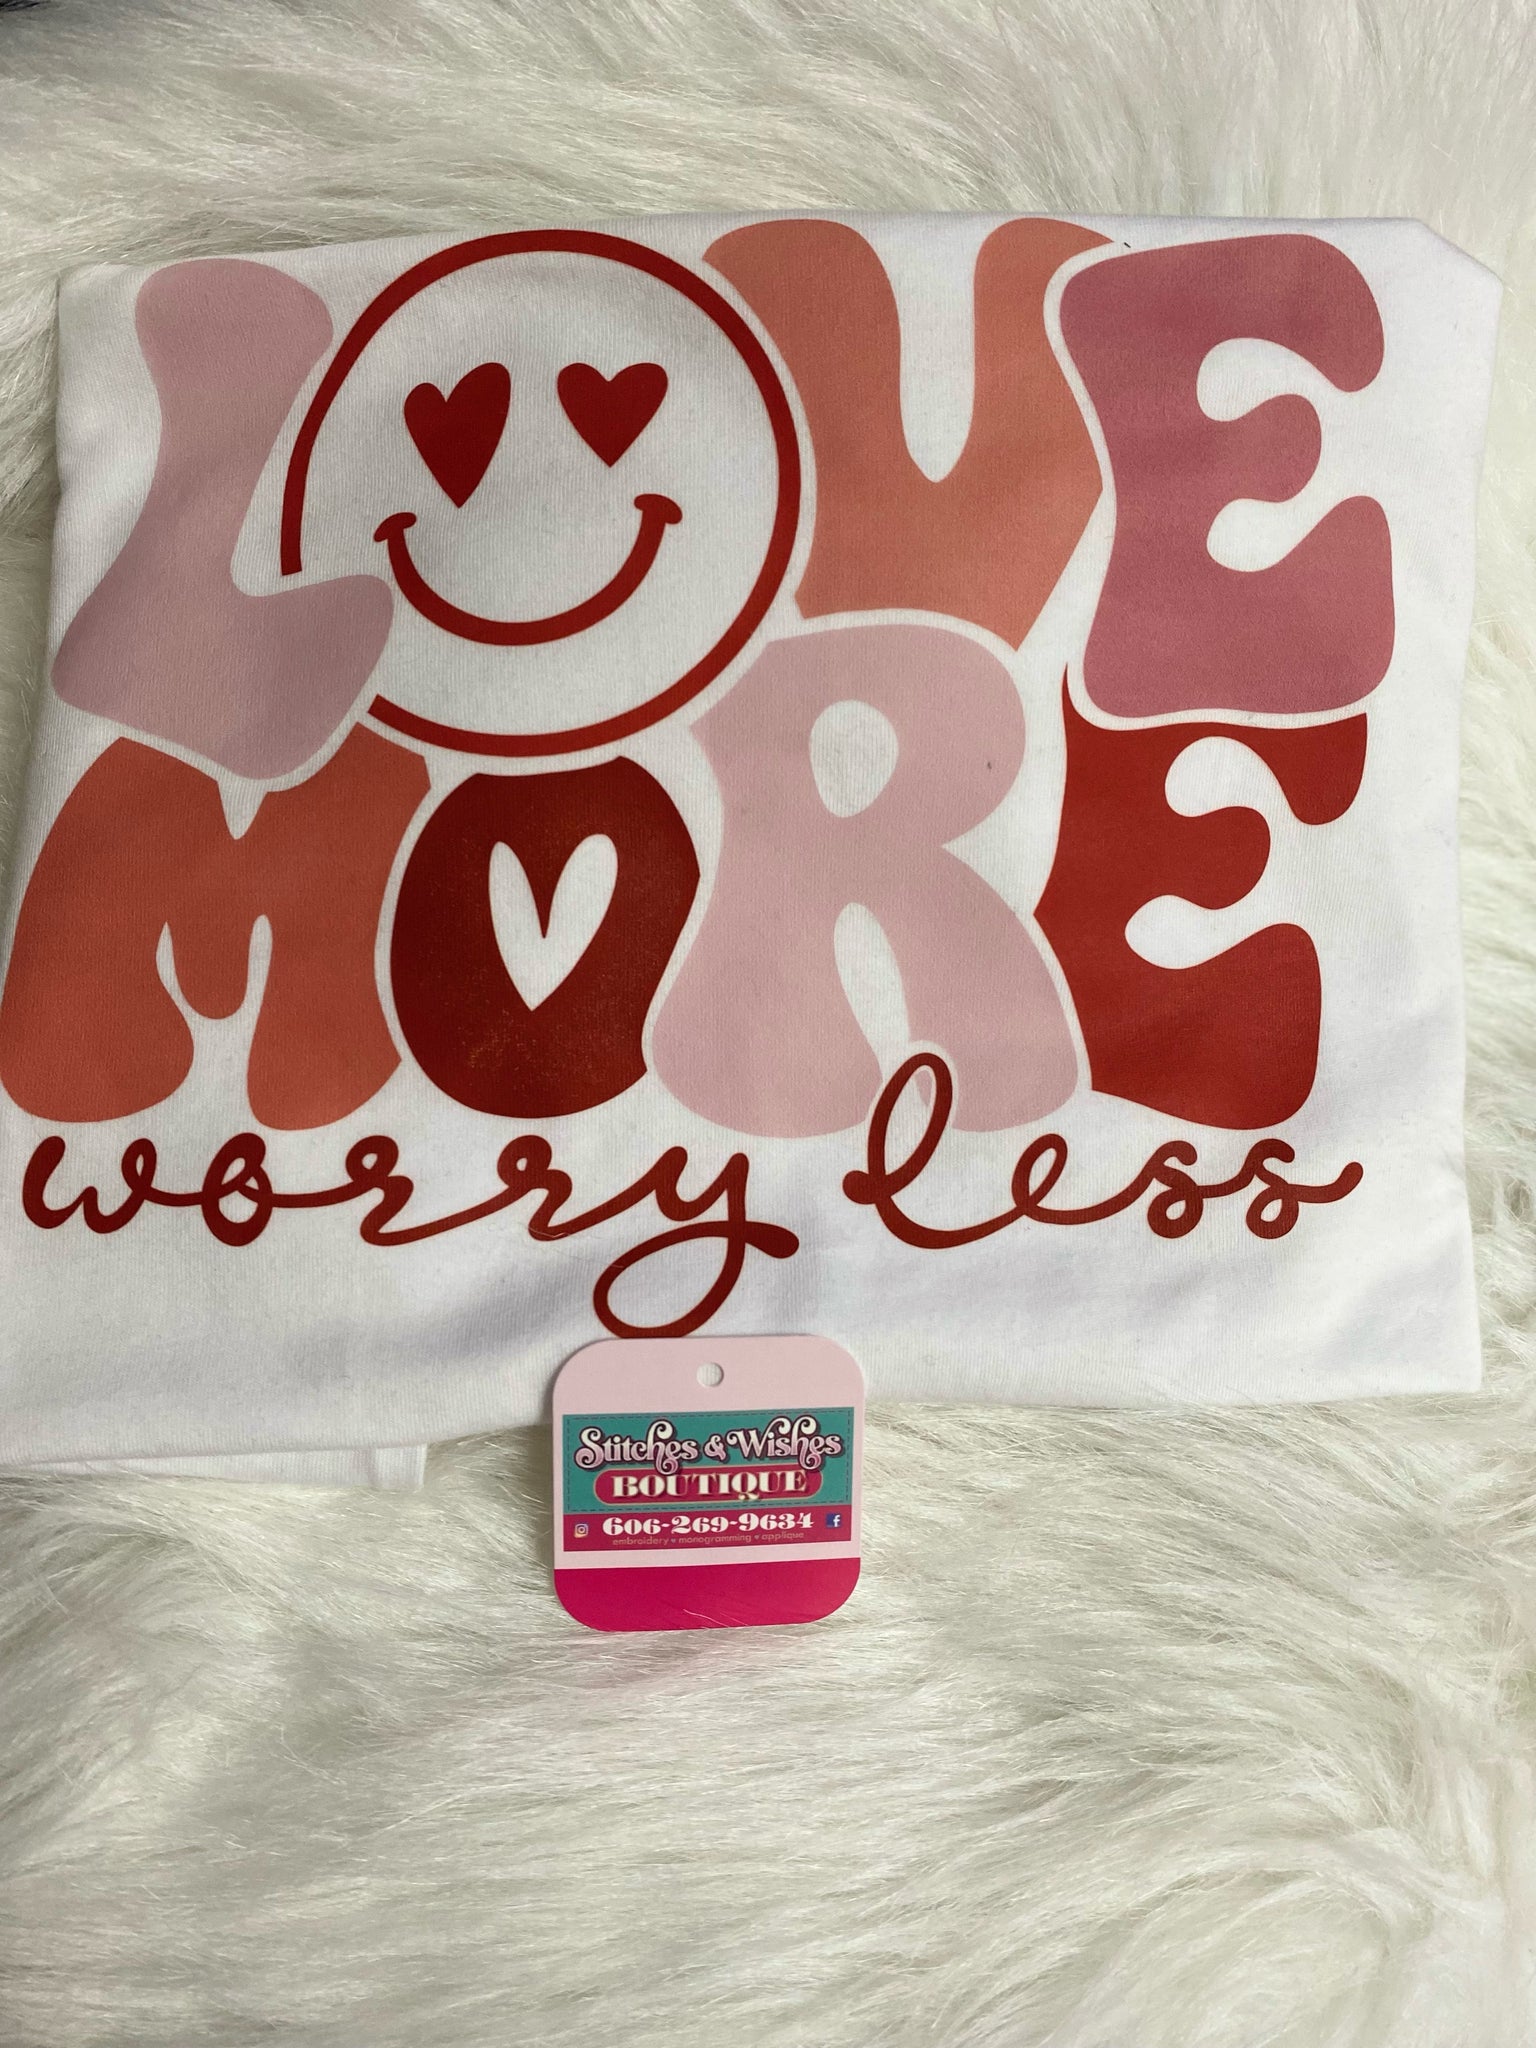 LOVE
MORE
worry less
Stitches & Wishes
BOUTIQUE
606-269-9634
embroidery • monogramming • applique